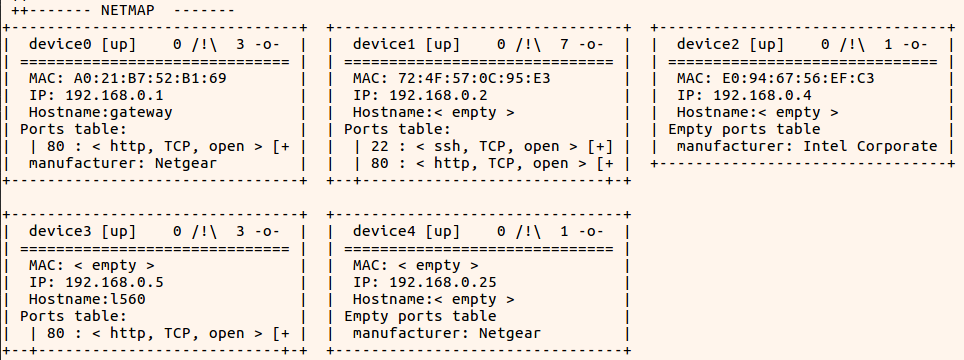 ++------- NETMAP  -------
+-------------------------------+  +-------------------------------+  +-------------------------------+
|  device0 [up]    0 /!\  3 -o-  |  |  device1 [up]    0 /!\  7 -o-  |  |  device2 [up]    0 /!\  1 -o-  |
| ============================== |  | ============================== |  | ============================== |
|  MAC: A0:21:B7:52:B1:69        |  |  MAC: 72:4F:57:0C:95:E3        |  |  MAC: E0:94:67:56:EF:C3        |
|  IP: 192.168.0.1               |  |  IP: 192.168.0.2               |  |  IP: 192.168.0.4               |
|  Hostname:gateway              |  |  Hostname:< empty >            |  |  Hostname:< empty >            |
| Ports table:                   |  | Ports table:                   |  | Empty ports table              |
|  | 80 : < http, TCP, open > [+ |  |  | 22 : < ssh, TCP, open > [+] |  |  manufacturer: Intel Corporate |
|  manufacturer: Netgear         |  |  | 80 : < http, TCP, open > [+ |  +-------------------------------+
+-------------------------------+  +--+---------------------------+-+
+-------------------------------+  +-------------------------------+
|  device3 [up]    0 /!\  3 -o-  |  |  device4 [up]    0 /!\  1 -o-  |
| ============================== |  | ============================== |
|  MAC: < empty >                |  |  MAC: < empty >                |
|  IP: 192.168.0.5               |  |  IP: 192.168.0.25              |
|  Hostname:l560                 |  |  Hostname:< empty >            |
| Ports table:                   |  | Empty ports table              |
|  | 80 : < http, TCP, open > [+ |  |  manufacturer: Netgear         |
+--+--------------------------+-+  +-------------------------------+